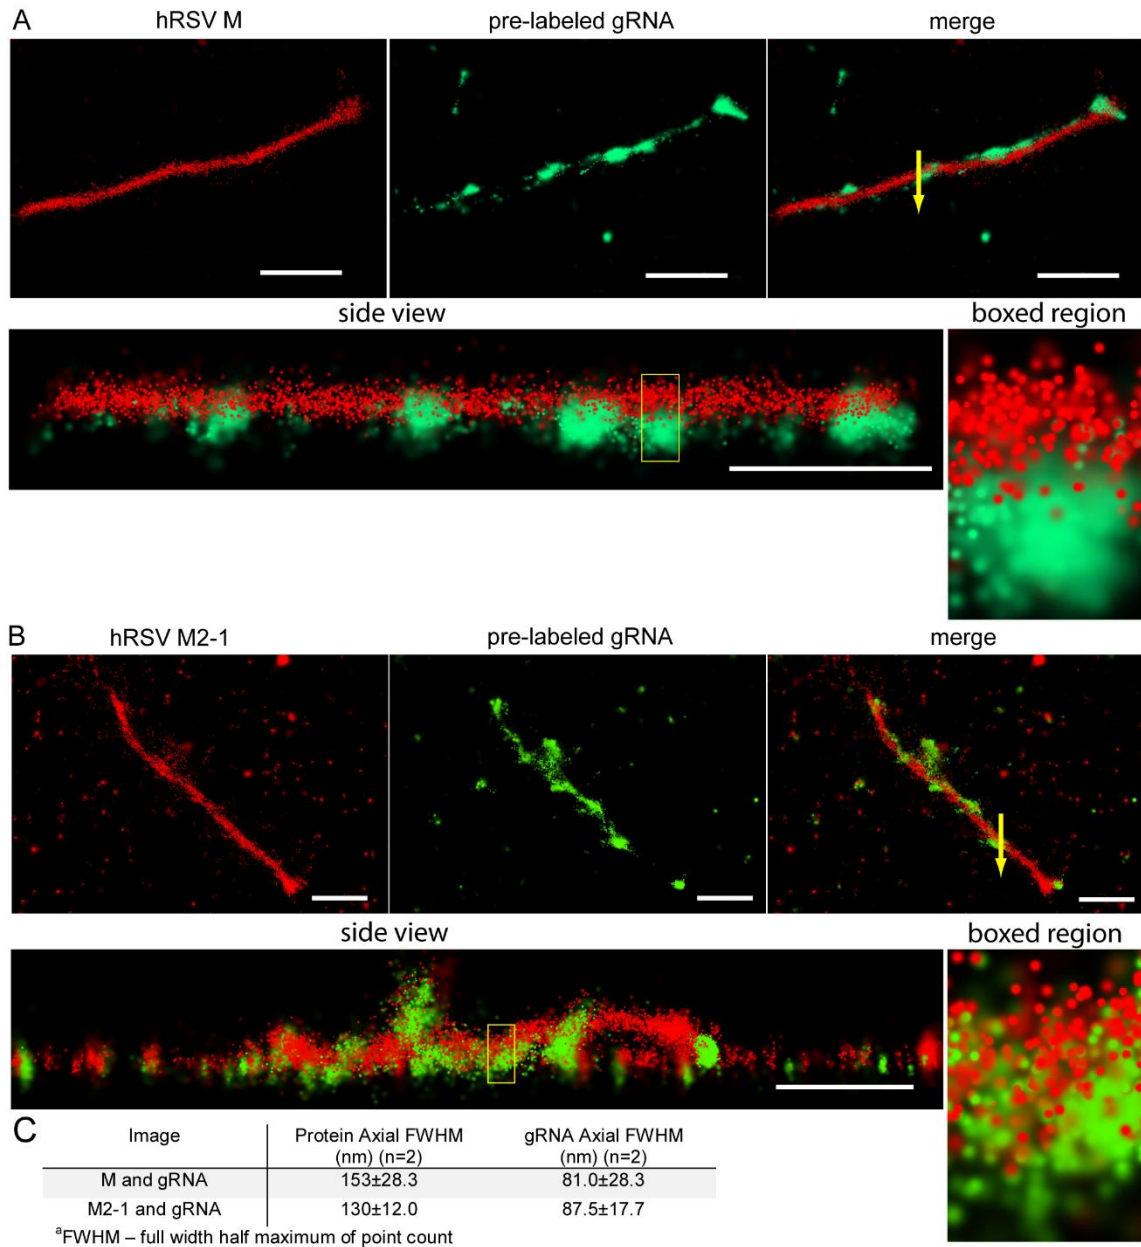 A
hRSV M
pre-labeled gRNA
merge
side view
boxed region
B
hRSV M2-1
pre-labeled gRNA
merge
side view
boxed region
C
Image
Protein Axial FWHM
(nm) (n=2)
gRNA Axial FWHM
(nm) (n=2)
M and gRNA
153±28.3
81.0±28.3
M2-1 and gRNA
130±12.0
87.5±17.7
aFWHM – full width half maximum of point count